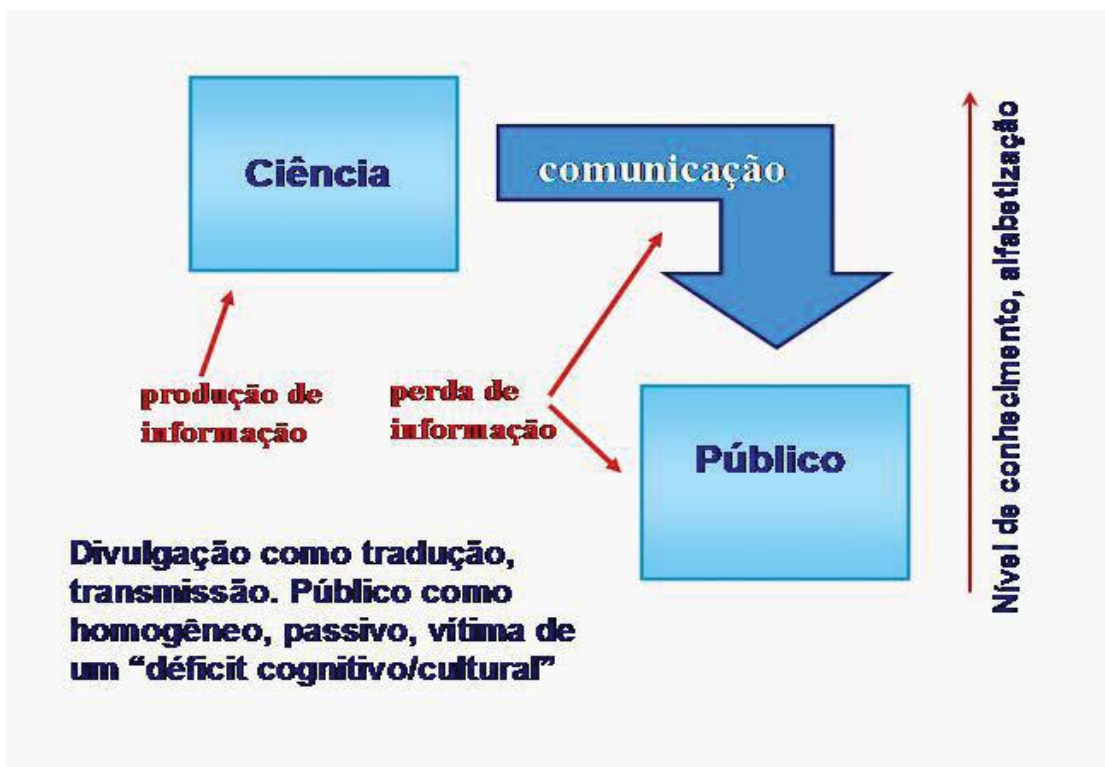 Ciência
comunicação
produção de
informação
perda de
informação
Público
Divulgação como tradução,
transmissão. Público como
homogêneo, passivo, vítima de
um “déficit cognitivo/cultural”
Nível de conhecimento, alfabetização